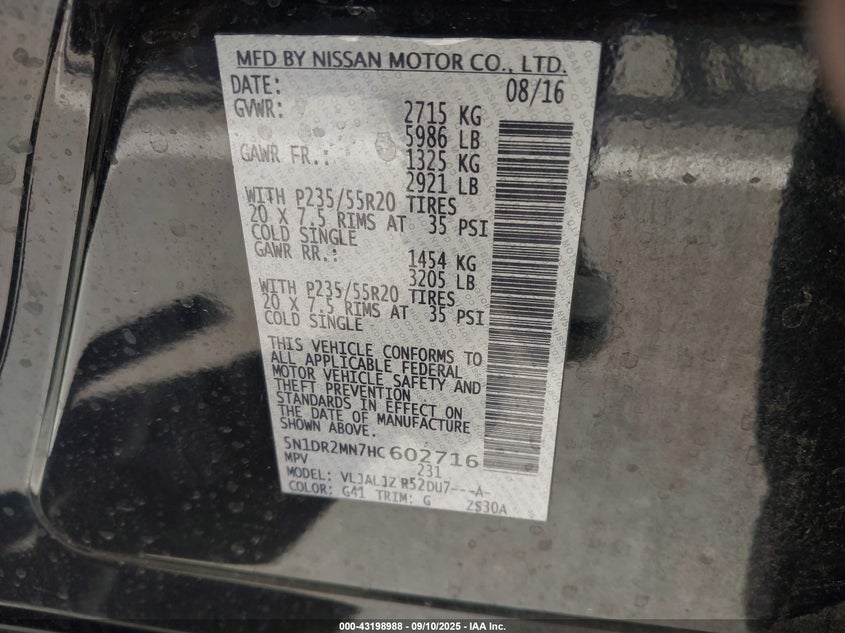 MFD BY NISSAN MOTOR CO., LTD.
DATE: 08/16
GVWR: 2715 KG
5986 LB
GAWR FR.: 1325 KG
2921 LB
WITH P235/55R20 TIRES
20 X 7.5 RIMS AT 35 PSI
COLD SINGLE
GAWR RR.: 1454 KG
3205 LB
WITH P235/55R20 TIRES
20 X 7.5 RIMS AT 35 PSI
COLD SINGLE
THIS VEHICLE CONFORMS TO
ALL APPLICABLE FEDERAL
MOTOR VEHICLE SAFETY AND
THEFT PREVENTION
STANDARDS IN EFFECT ON
THE DATE OF MANUFACTURE
SHOWN ABOVE.
5N1DR2MN7HC602716
MPV 231
MODEL: VLJALJZ R52DU7---A-
COLOR: G41 TRIM: G ZS30A
000-43198988 - 09/10/2025 - IAA Inc.